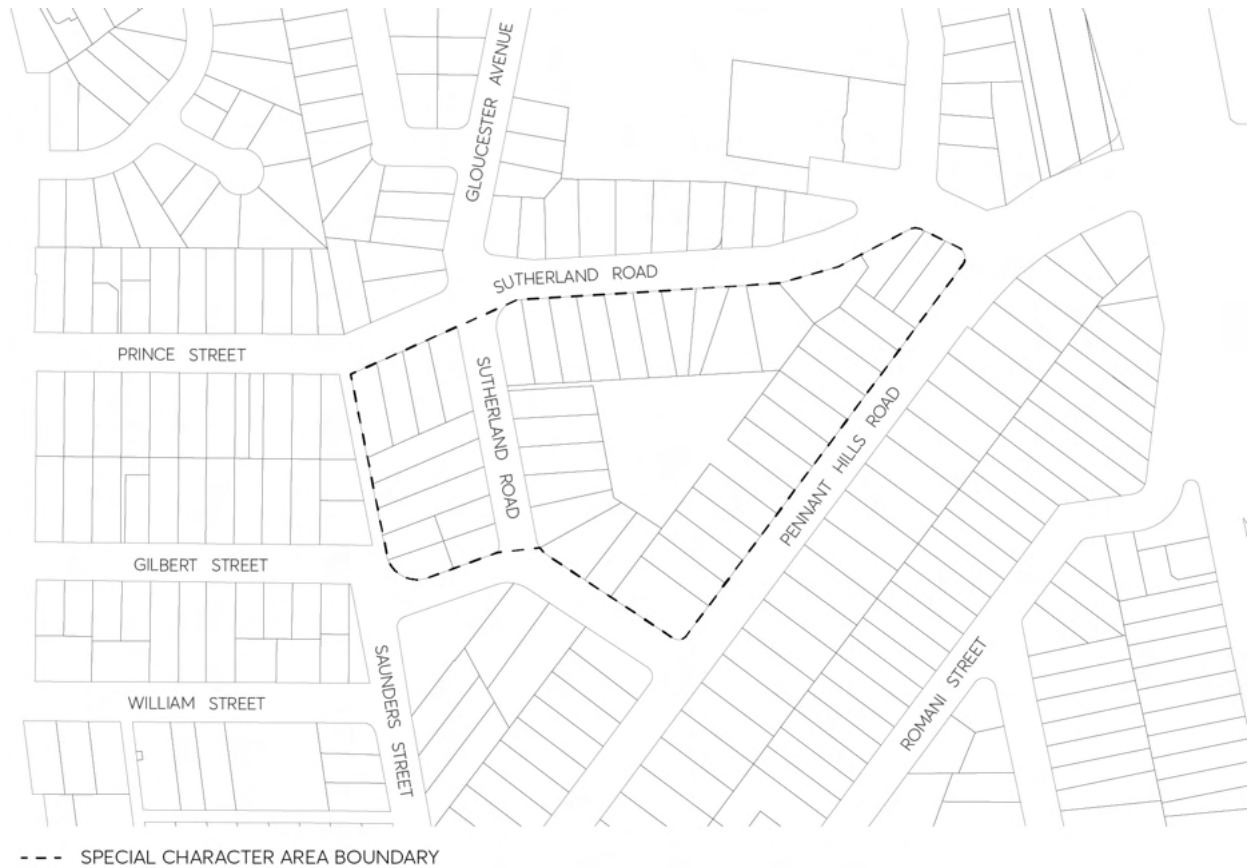 GLOUCESTER AVENUE
SUTHERLAND ROAD
PRINCE STREET
SUTHERLAND ROAD
PENNANT HILLS ROAD
GILBERT STREET
SAUNDERS STREET
WILLIAM STREET
ROMANI STREET
SPECIAL CHARACTER AREA BOUNDARY